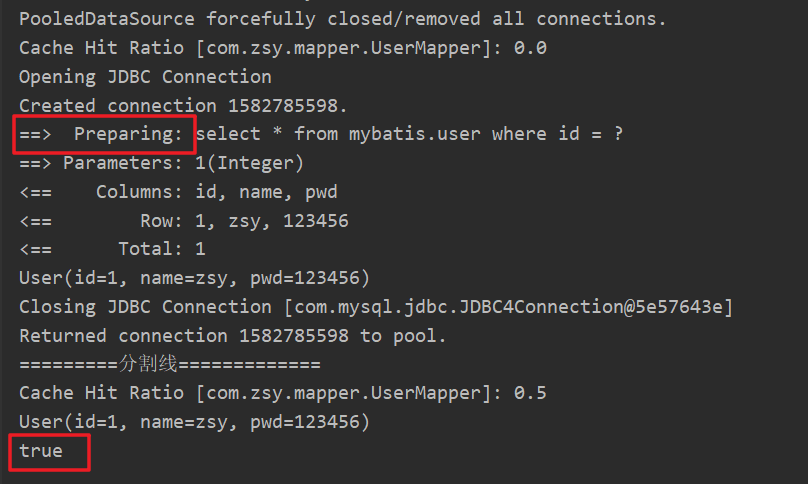 PooledDataSource forcefully closed/removed all connections.
Cache Hit Ratio [com.zsy.mapper.UserMapper]: 0.0
Opening JDBC Connection
Created connection 1582785598.
==>  Preparing: select * from mybatis.user where id = ?
==> Parameters: 1(Integer)
<==    Columns: id, name, pwd
<==        Row: 1, zsy, 123456
<==      Total: 1
User(id=1, name=zsy, pwd=123456)
Closing JDBC Connection [com.mysql.jdbc.JDBC4Connection@5e57643e]
Returned connection 1582785598 to pool.
=========分割线=============
Cache Hit Ratio [com.zsy.mapper.UserMapper]: 0.5
User(id=1, name=zsy, pwd=123456)
true